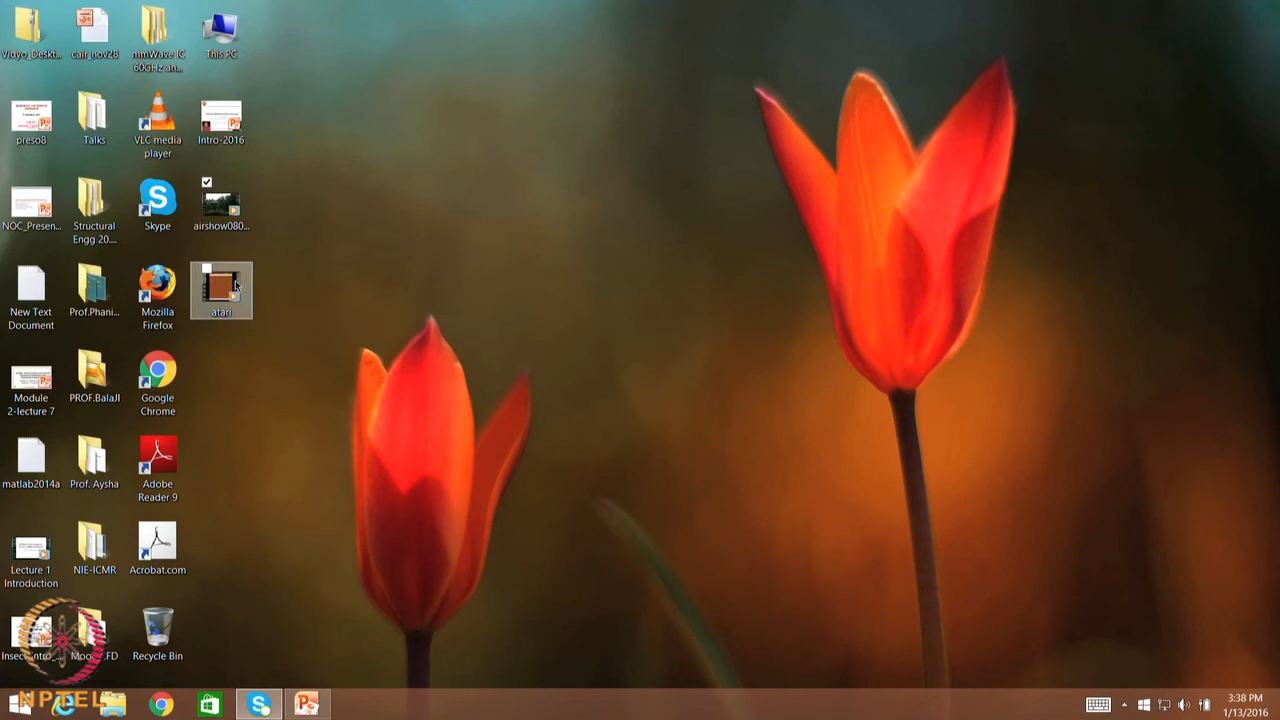 Vidyo_Deskt...
cair_nov28
mmWave IC
60GHz an...
This PC
preso8
Talks
VLC media
player
Intro-2016
NOC_Presen...
Structural
Engg 20....
Skype
airshow080...
New Text
Document
Prof.Phani...
Mozilla
Firefox
atari
Module
2-lecture 7
PROF.BalaJI
Google
Chrome
matlab2014a
Prof. Aysha
Adobe
Reader 9
Lecture 1
Introduction
NIE-ICMR
Acrobat.com
Recycle Bin
NPTEL
3:38 PM
1/13/2016